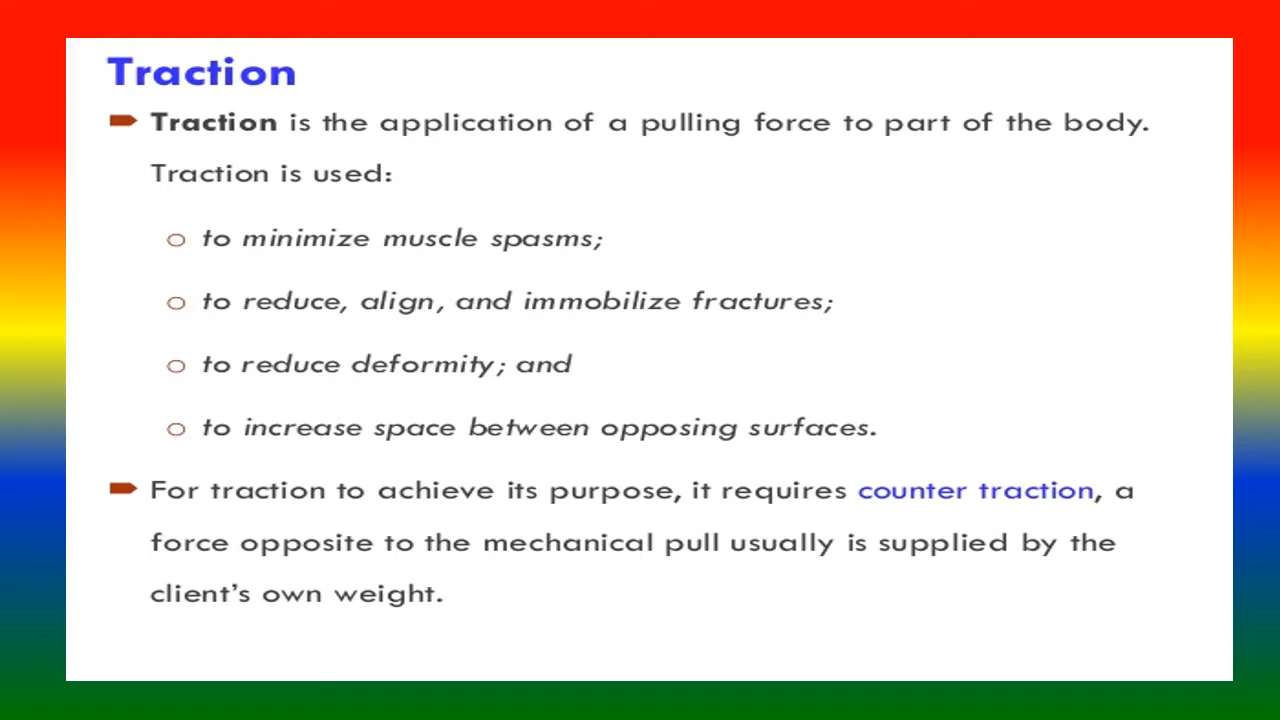 Traction
Traction is the application of a pulling force to part of the body.
Traction is used:
to minimize muscle spasms;
to reduce, align, and immobilize fractures;
to reduce deformity; and
to increase space between opposing surfaces.
For traction to achieve its purpose, it requires counter traction, a
force opposite to the mechanical pull usually is supplied by the
client’s own weight.